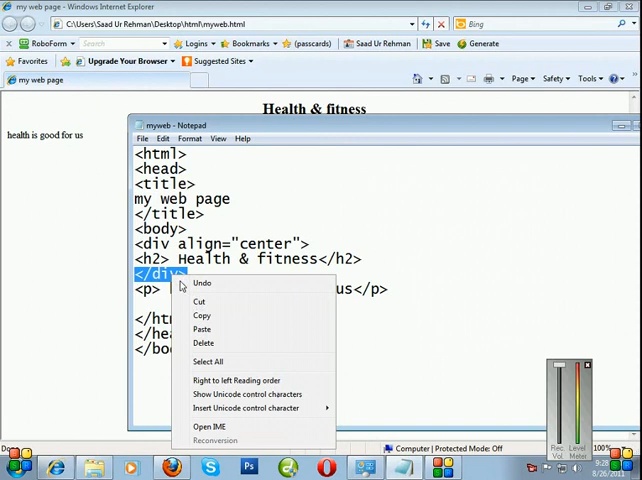 my web page - Windows Internet Explorer
C:\Users\Saad Ur Rehman\Desktop\html\myweb.html
Bing
RoboForm
Search
Logins
Bookmarks
(passcards)
Saad Ur Rehman
Save
Generate
Favorites
Upgrade Your Browser
Suggested Sites
my web page
Page
Safety
Tools
Health & fitness
health is good for us
myweb - Notepad
File Edit Format View Help
<html>
<head>
<title>
my web page
</title>
<body>
<div align="center">
<h2> Health & fitness</h2>
</div>
<p> us</p>
</h
</hea
</bo
Undo
Cut
Copy
Paste
Delete
Select All
Right to left Reading order
Show Unicode control characters
Insert Unicode control character
Open IME
Reconversion
Computer | Protected Mode: Off
100%
Rec Vol
Level Meter
8/26/2011